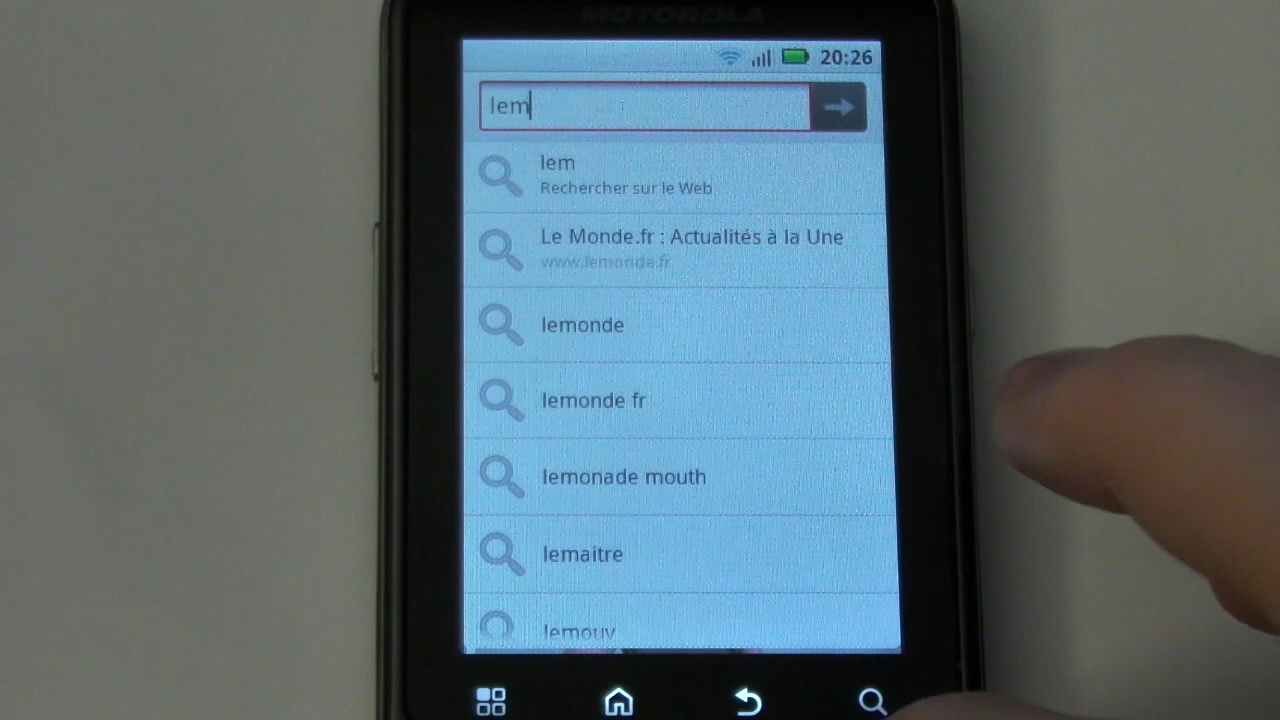 MOTOROLA
20:26
lem
lem
Rechercher sur le Web
Le Monde.fr : Actualités à la Une
www.lemonde.fr
lemonde
lemonde fr
lemonade mouth
lemaitre
lemouv